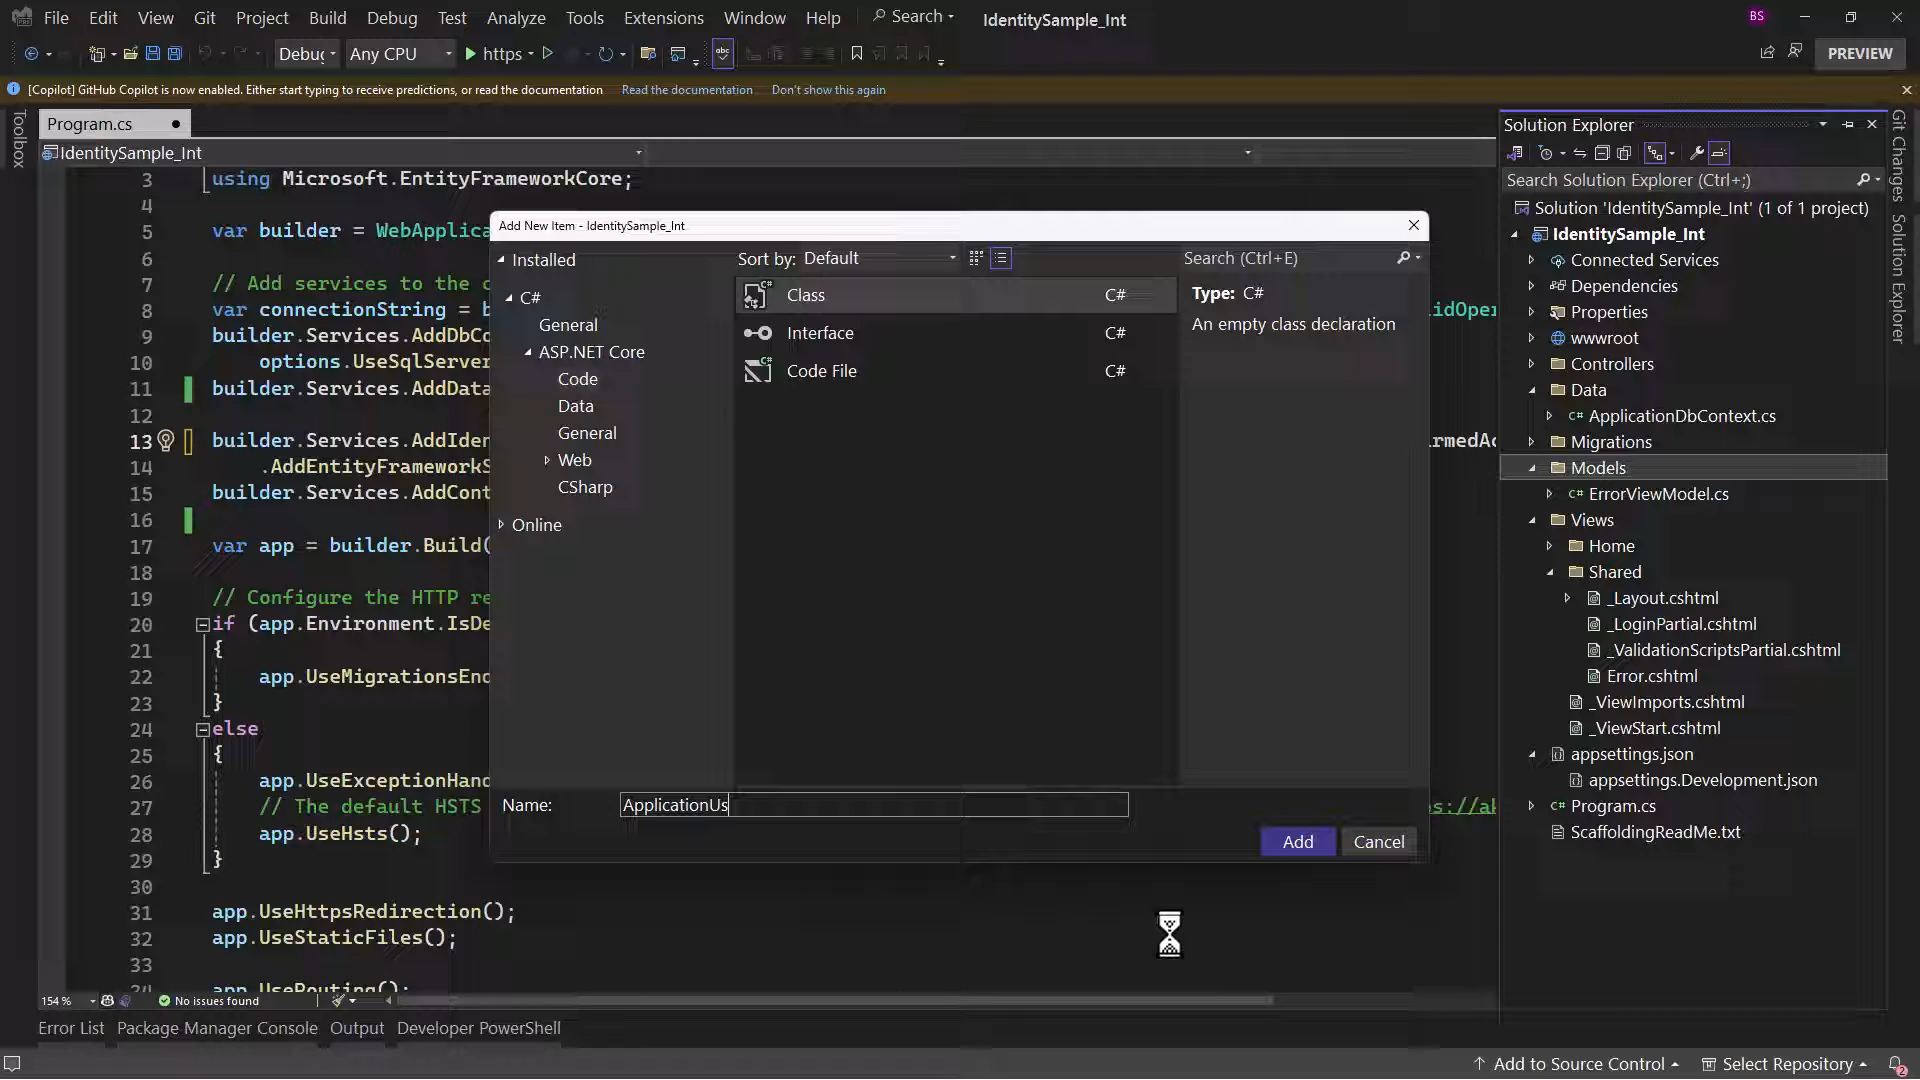 File Edit View Git Project Build Debug Test Analyze Tools Extensions Window Help Search IdentitySample_Int BS
Debug Any CPU https PREVIEW
[Copilot] GitHub Copilot is now enabled. Either start typing to receive predictions, or read the documentation Read the documentation Don't show this again
Toolbox
Program.cs
IdentitySample_Int
3 using Microsoft.EntityFrameworkCore;
4
5 var builder = WebApplica
6
7 // Add services to the c
8 var connectionString = b
idOper
9 builder.Services.AddDbCo
10 options.UseSqlServer
11 builder.Services.AddData
12
13 builder.Services.AddIden
rmedAc
14 .AddEntityFrameworkS
15 builder.Services.AddCont
16
17 var app = builder.Build(
18
19 // Configure the HTTP re
20 if (app.Environment.IsDe
21 {
22 app.UseMigrationsEnd
23 }
24 else
25 {
26 app.UseExceptionHand
27 // The default HSTS
s://ak
28 app.UseHsts();
29 }
30
31 app.UseHttpsRedirection();
32 app.UseStaticFiles();
33
app.UseRouting();
Add New Item - IdentitySample_Int
Installed
C#
General
ASP.NET Core
Code
Data
General
Web
CSharp
Online
Sort by: Default
Search (Ctrl+E)
Class C#
Interface C#
Code File C#
Type: C#
An empty class declaration
Name: ApplicationUs
Add Cancel
Solution Explorer
Search Solution Explorer (Ctrl+;)
Solution 'IdentitySample_Int' (1 of 1 project)
IdentitySample_Int
Connected Services
Dependencies
Properties
wwwroot
Controllers
Data
C# ApplicationDbContext.cs
Migrations
Models
C# ErrorViewModel.cs
Views
Home
Shared
_Layout.cshtml
_LoginPartial.cshtml
_ValidationScriptsPartial.cshtml
Error.cshtml
_ViewImports.cshtml
_ViewStart.cshtml
appsettings.json
appsettings.Development.json
C# Program.cs
ScaffoldingReadMe.txt
Git Changes
Solution Explorer
154 % No issues found
Error List Package Manager Console Output Developer PowerShell
Add to Source Control Select Repository 2